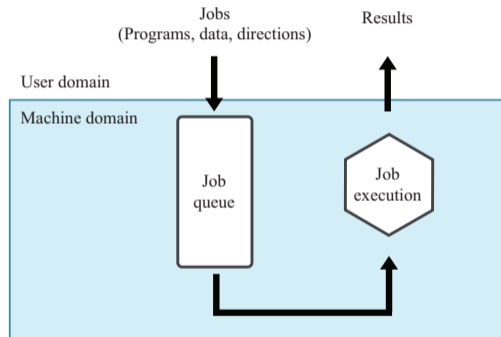 Jobs
(Programs, data, directions)
Results
User domain
Machine domain
Job
queue
Job
execution